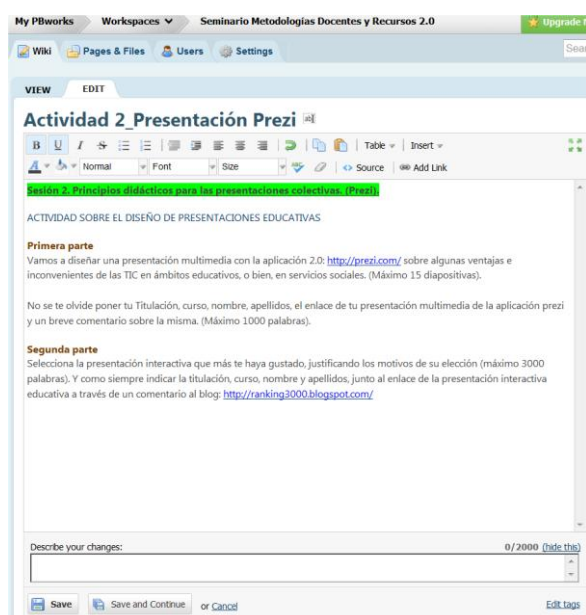 My PBworks Workspaces Seminario Metodologías Docentes y Recursos 2.0 Upgrade
Wiki Pages & Files Users Settings
VIEW EDIT
Actividad 2_Presentación Prezi
B U I S Table Insert
A Normal Font Size Source Add Link
Sesión 2. Principios didácticos para las presentaciones colectivas. (Prezi).
ACTIVIDAD SOBRE EL DISEÑO DE PRESENTACIONES EDUCATIVAS
Primera parte
Vamos a diseñar una presentación multimedia con la aplicación 2.0: http://prezi.com/ sobre algunas ventajas e
inconvenientes de las TIC en ámbitos educativos, o bien, en servicios sociales. (Máximo 15 diapositivas).
No se te olvide poner tu Titulación, curso, nombre, apellidos, el enlace de tu presentación multimedia de la aplicación prezi
y un breve comentario sobre la misma. (Máximo 1000 palabras).
Segunda parte
Selecciona la presentación interactiva que más te haya gustado, justificando los motivos de su elección (máximo 3000
palabras). Y como siempre indicar la titulación, curso, nombre y apellidos, junto al enlace de la presentación interactiva
educativa a través de un comentario al blog: http://ranking3000.blogspot.com/
Describe your changes: 0/2000 (hide this)
Save Save and Continue or Cancel Edit tags